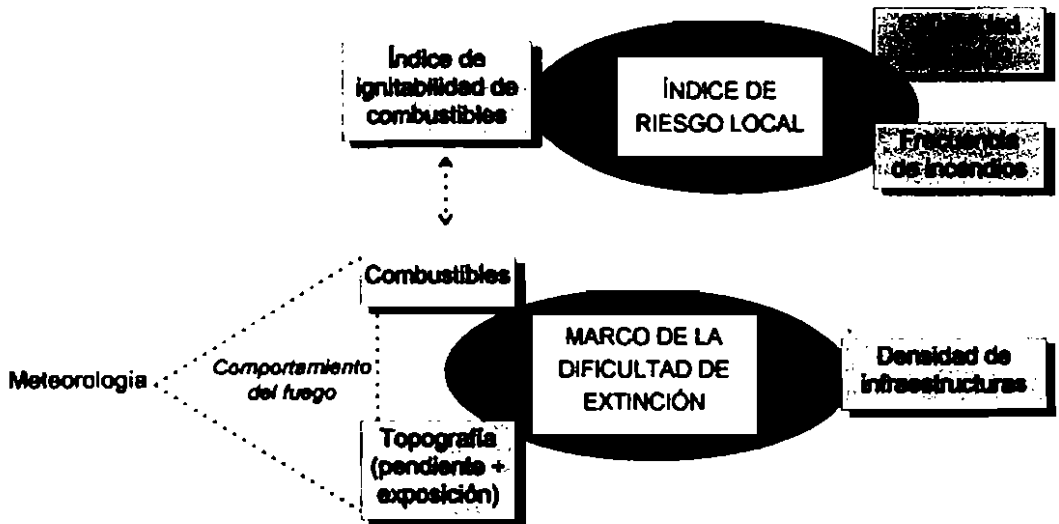 Índice de
ignitabilidad de
combustibles
ÍNDICE DE
RIESGO LOCAL
Frecuencia
de incendios
Combustibles
Meteorologia
Comportamiento
del fuego
MARCO DE LA
DIFICULTAD DE
EXTINCIÓN
Densidad de
infraestructuras
Topografía
(pendiente +
exposición)